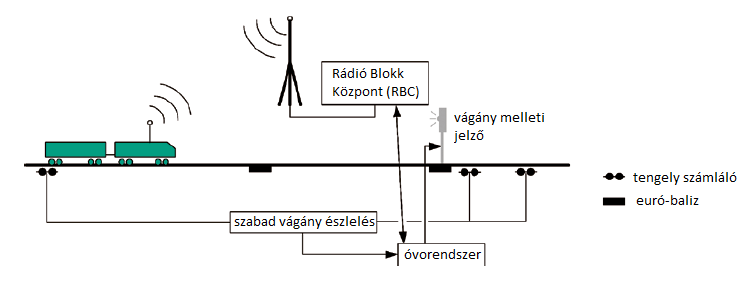 Rádió Blokk
Központ (RBC)
vágány melleti
jelző
tengely számláló
euró-baliz
szabad vágány észlelés
óvorendszer